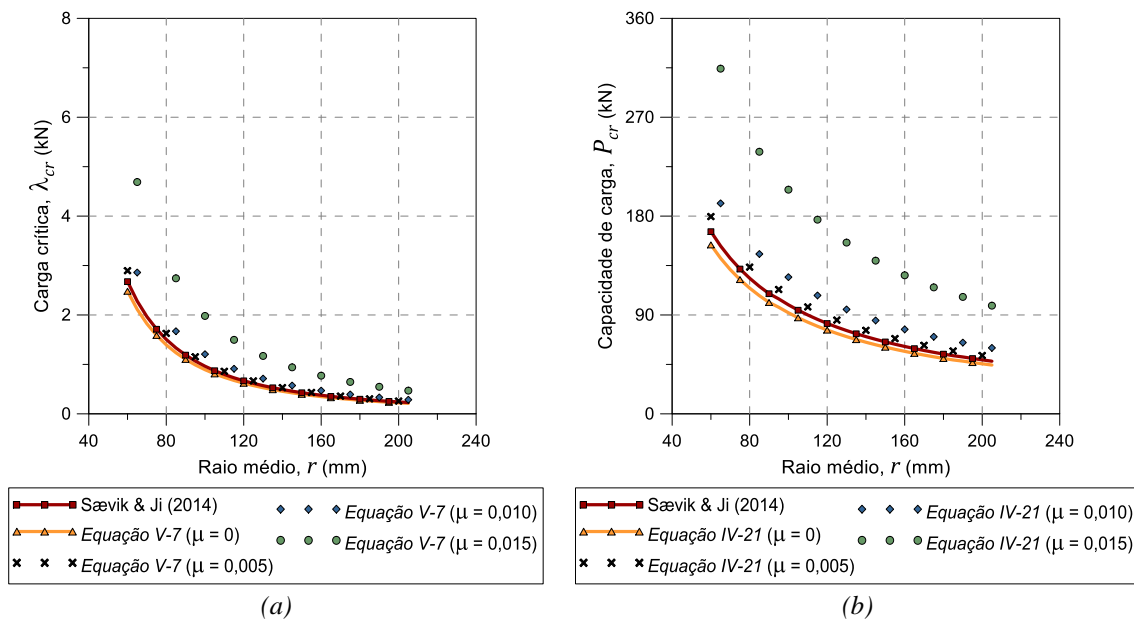 8
6
4
2
0
Carga crítica, λcr (kN)
40
80
120
160
200
240
Raio médio, r (mm)
Sævik & Ji (2014)
Equação V-7 (μ = 0)
Equação V-7 (μ = 0,005)
Equação V-7 (μ = 0,010)
Equação V-7 (μ = 0,015)
(a)
360
270
180
90
0
Capacidade de carga, Pcr (kN)
40
80
120
160
200
240
Raio médio, r (mm)
Sævik & Ji (2014)
Equação IV-21 (μ = 0)
Equação IV-21 (μ = 0,005)
Equação IV-21 (μ = 0,010)
Equação IV-21 (μ = 0,015)
(b)